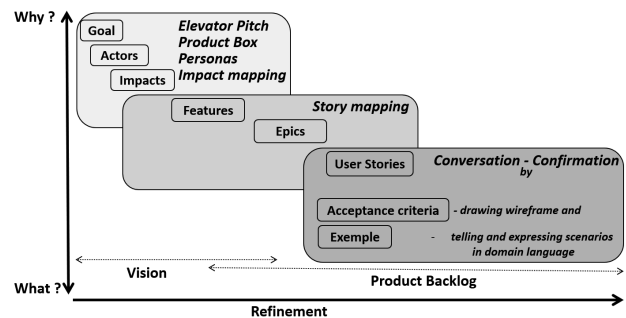 Why ?
Goal
Actors
Impacts
Elevator Pitch
Product Box
Personas
Impact mapping
Features
Epics
Story mapping
User Stories
Conversation - Confirmation
by
Acceptance criteria
- drawing wireframe and
Exemple
- telling and expressing scenarios
in domain language
Vision
Product Backlog
What ?
Refinement